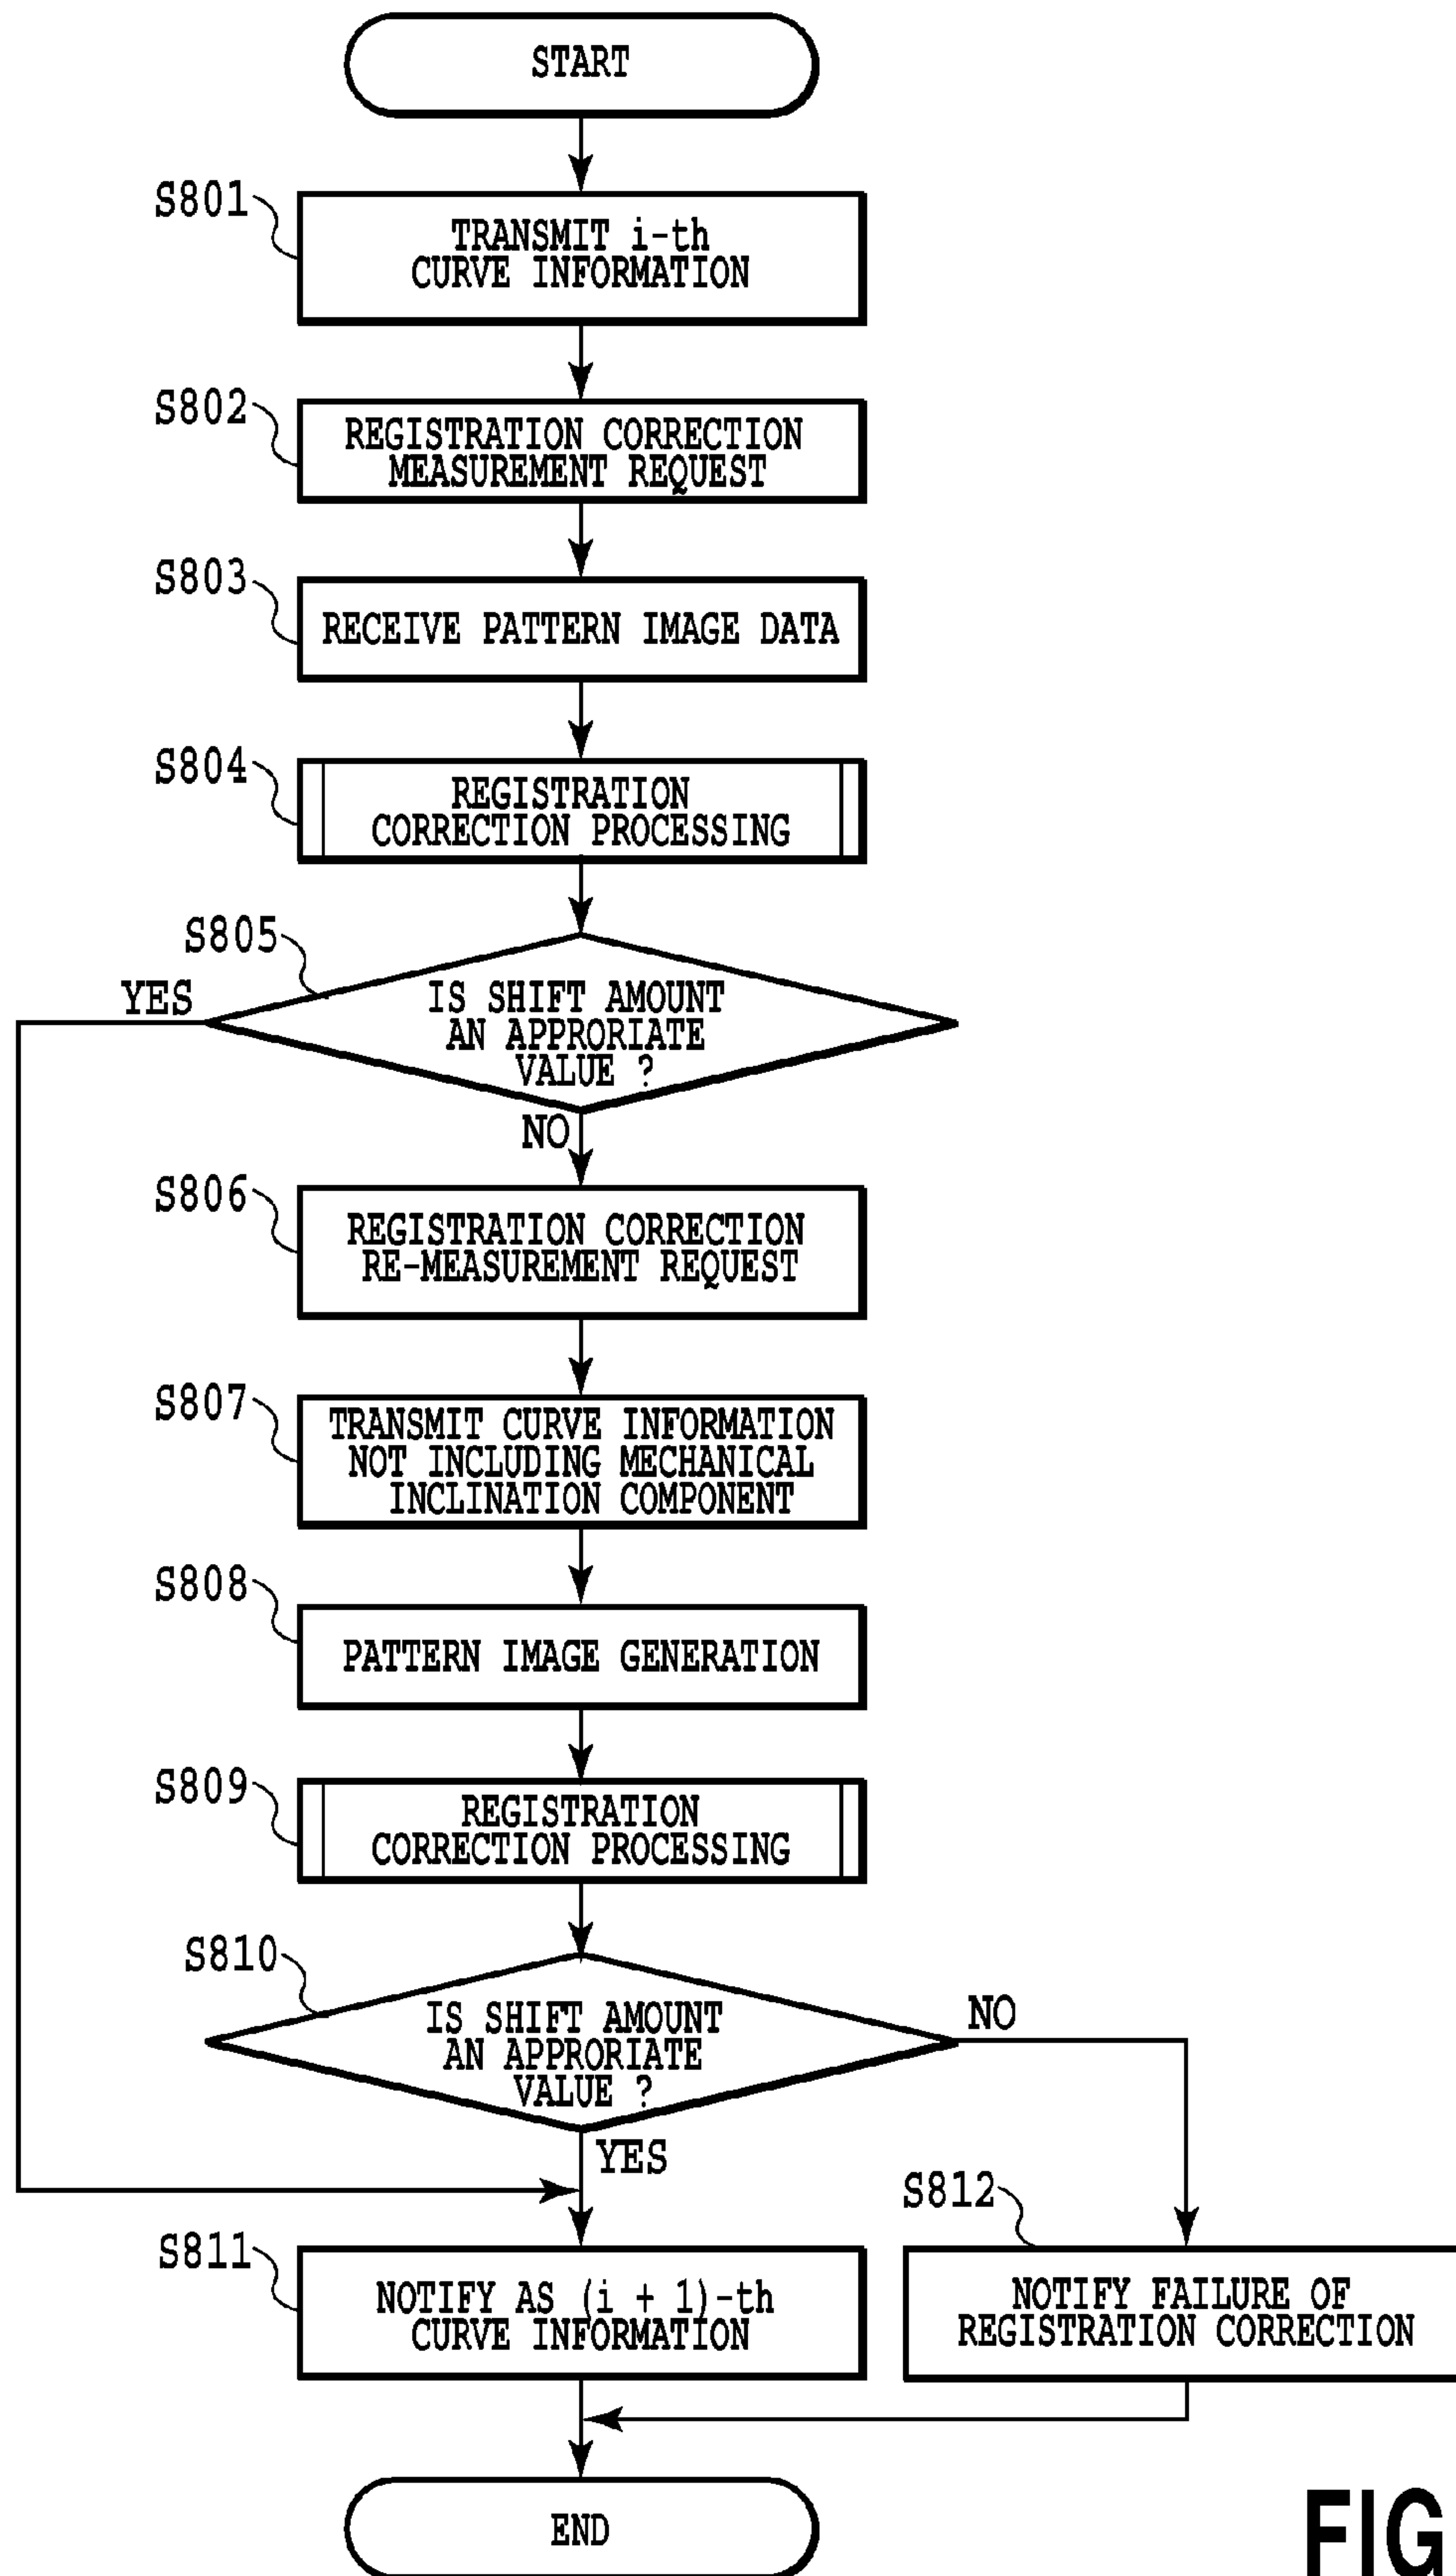 START
S801
TRANSMIT i-th
CURVE INFORMATION
S802
REGISTRATION CORRECTION
MEASUREMENT REQUEST
S803
RECEIVE PATTERN IMAGE DATA
S804
REGISTRATION
CORRECTION PROCESSING
S805
YES
IS SHIFT AMOUNT
AN APPRORIATE
VALUE ?
NO
S806
REGISTRATION CORRECTION
RE-MEASUREMENT REQUEST
S807
TRANSMIT CURVE INFORMATION
NOT INCLUDING MECHANICAL
INCLINATION COMPONENT
S808
PATTERN IMAGE GENERATION
S809
REGISTRATION
CORRECTION PROCESSING
S810
IS SHIFT AMOUNT
AN APPRORIATE
VALUE ?
NO
YES
S811
NOTIFY AS (i + 1)-th
CURVE INFORMATION
S812
NOTIFY FAILURE OF
REGISTRATION CORRECTION
END
FIG